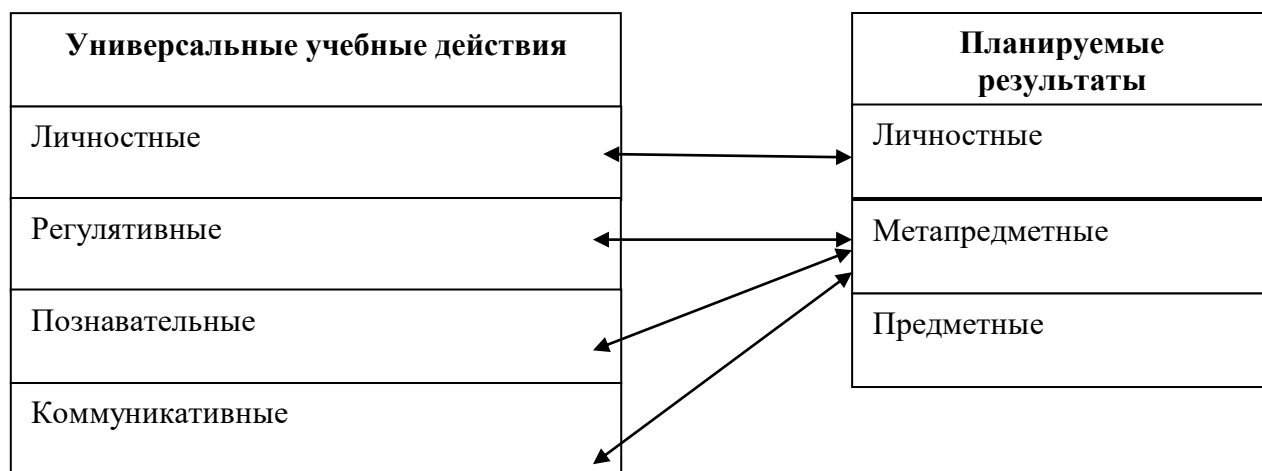 Универсальные учебные действия
Личностные
Регулятивные
Познавательные
Коммуникативные
Планируемые
результаты
Личностные
Метапредметные
Предметные